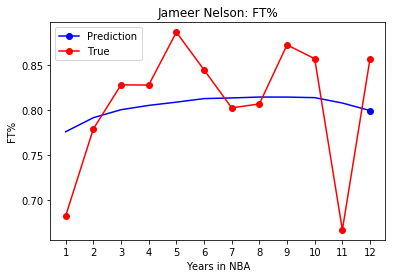 Jameer Nelson: FT%
Prediction
True
FT%
0.85
0.80
0.75
0.70
1 2 3 4 5 6 7 8 9 10 11 12
Years in NBA